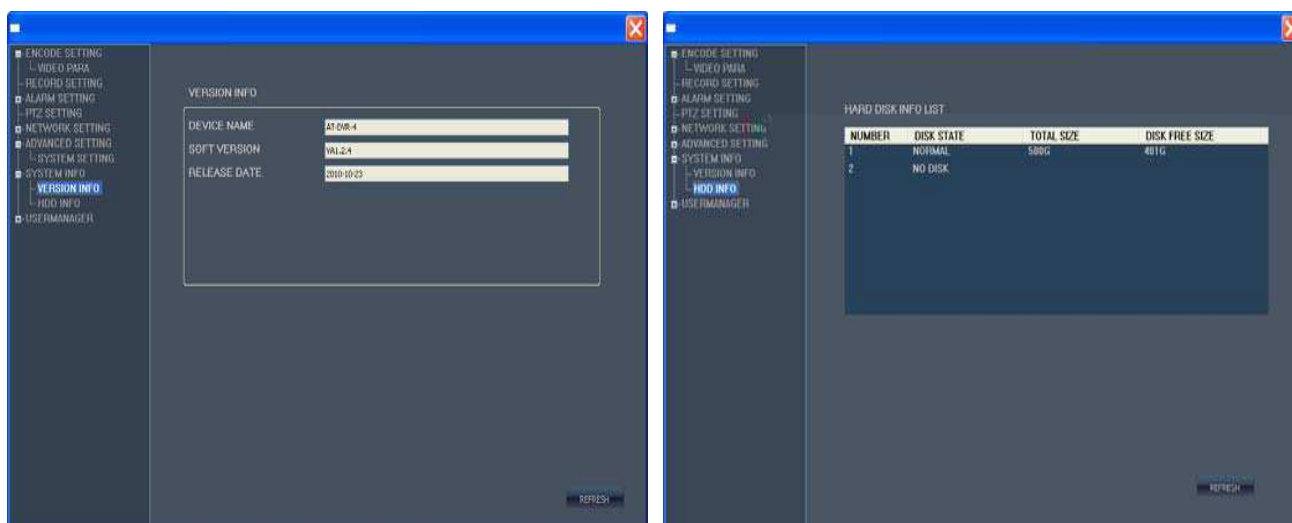 ENCODE SETTING
VIDEO PARA
RECORD SETTING
ALARM SETTING
PTZ SETTING
NETWORK SETTING
ADVANCED SETTING
SYSTEM SETTING
SYSTEM INFO
VERSION INFO
HDD INFO
USERMANAGER
VERSION INFO
DEVICE NAME AT-DVR-4
SOFT VERSION VA1.2.4
RELEASE DATE 2010-10-23
REFRESH
ENCODE SETTING
VIDEO PARA
RECORD SETTING
ALARM SETTING
PTZ SETTING
NETWORK SETTING
ADVANCED SETTING
SYSTEM INFO
VERSION INFO
HDD INFO
USERMANAGER
HARD DISK INFO LIST
NUMBER DISK STATE TOTAL SIZE DISK FREE SIZE
1 NORMAL 500G 481G
2 NO DISK
REFRESH